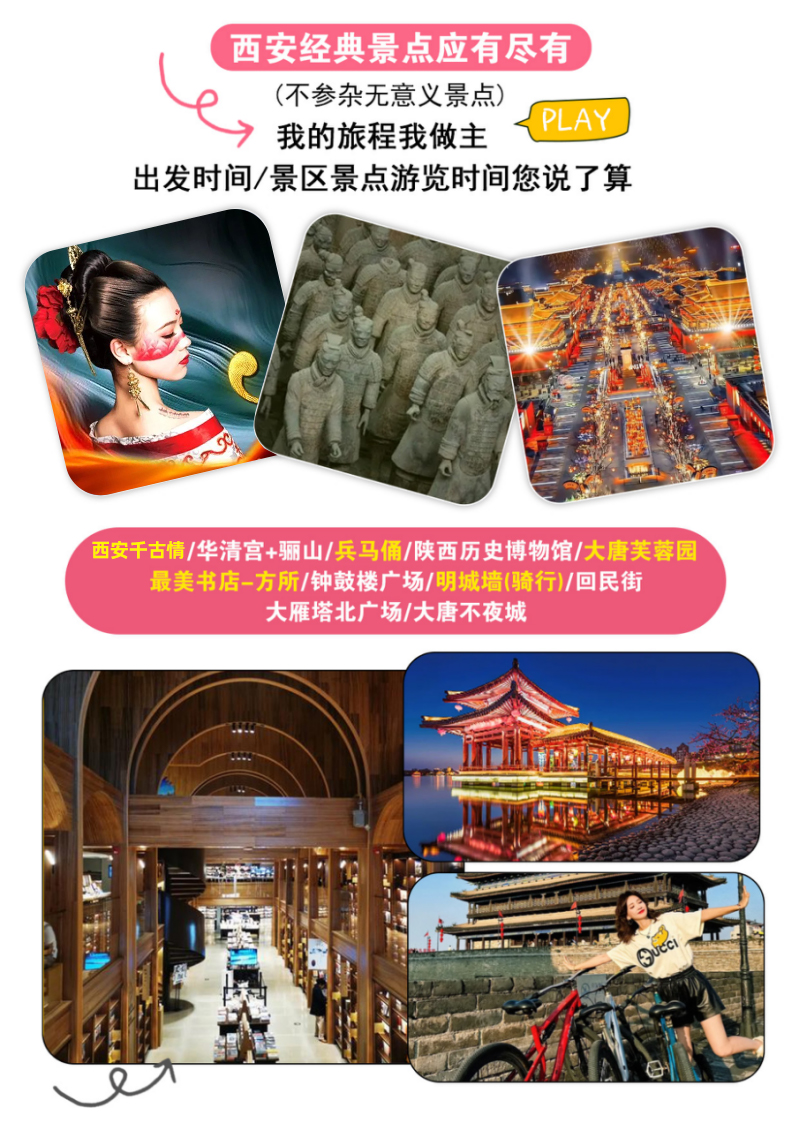 西安经典景点应有尽有
(不参杂无意义景点)
我的旅程我做主
PLAY
出发时间/景区景点游览时间您说了算
西安千古情/华清宫+骊山/兵马俑/陕西历史博物馆/大唐芙蓉园
最美书店-方所/钟鼓楼广场/明城墙(骑行)/回民街
大雁塔北广场/大唐不夜城
GUCCI